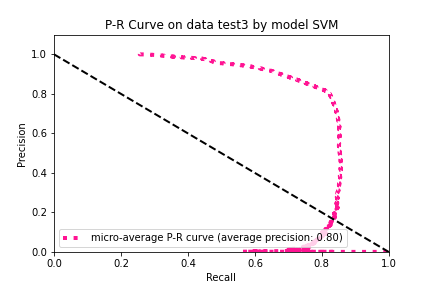 P-R Curve on data test3 by model SVM
1.0
0.8
0.6
0.4
0.2
0.0
Precision
micro-average P-R curve (average precision: 0.80)
0.0 0.2 0.4 0.6 0.8 1.0
Recall